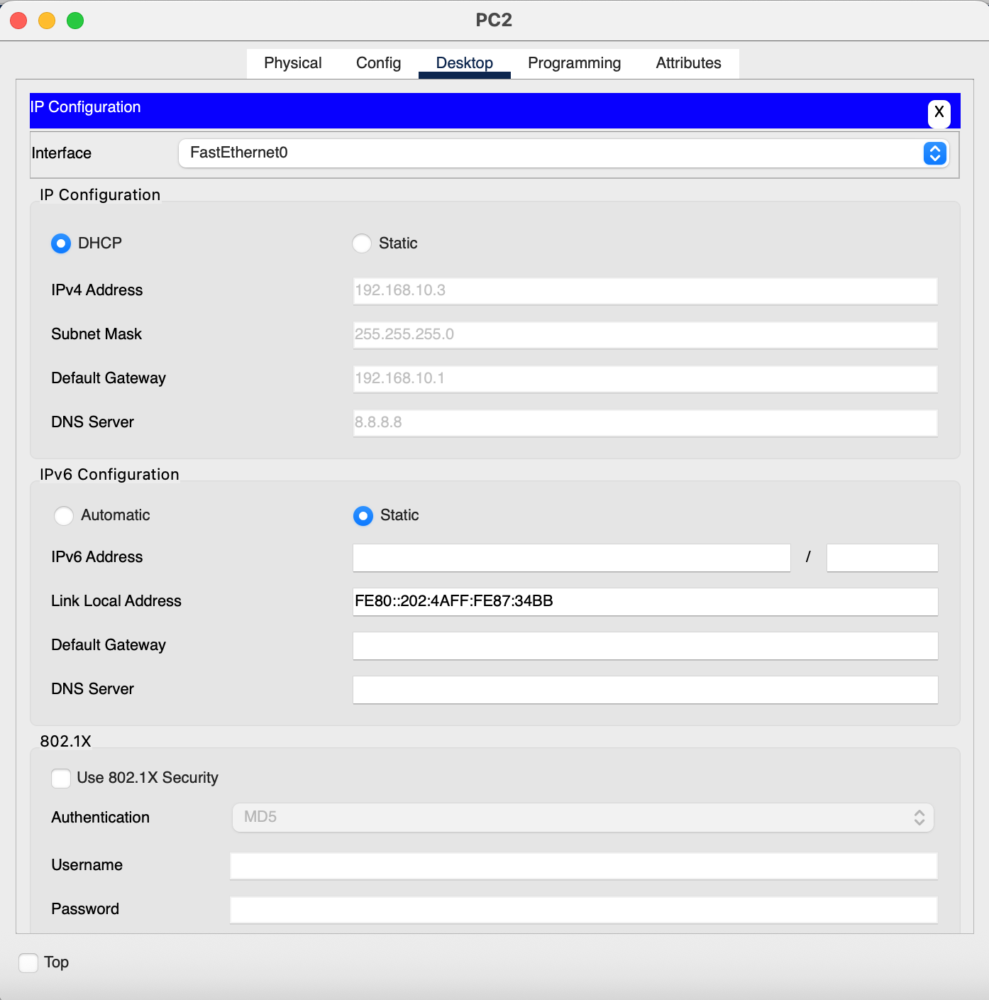 PC2
Physical Config Desktop Programming Attributes
IP Configuration
X
Interface FastEthernet0
IP Configuration
DHCP Static
IPv4 Address 192.168.10.3
Subnet Mask 255.255.255.0
Default Gateway 192.168.10.1
DNS Server 8.8.8.8
IPv6 Configuration
Automatic Static
IPv6 Address /
Link Local Address FE80::202:4AFF:FE87:34BB
Default Gateway
DNS Server
802.1X
Use 802.1X Security
Authentication MD5
Username
Password
Top